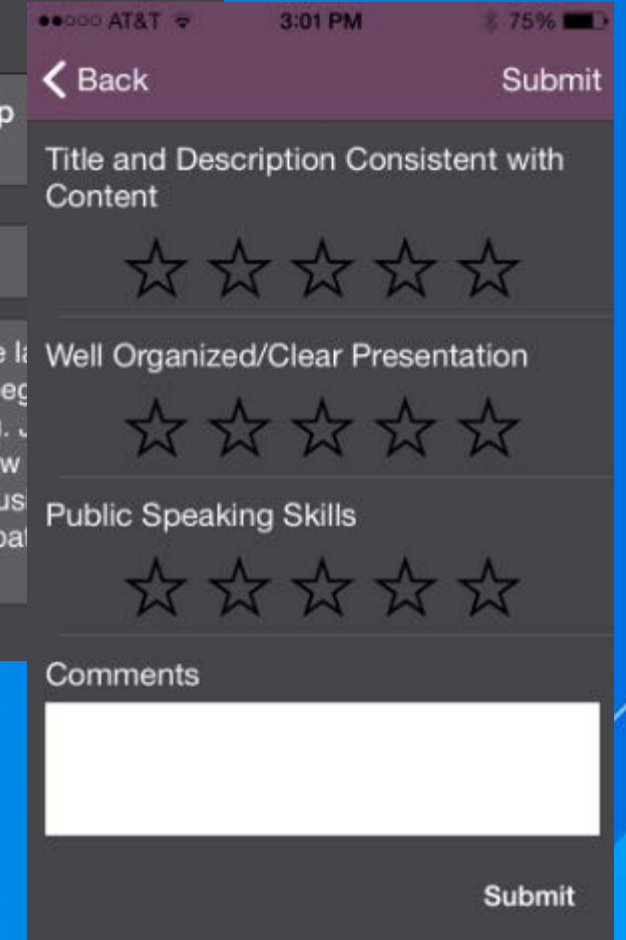 AT&T 3:01 PM 75%
Back Submit
Title and Description Consistent with
Content
Well Organized/Clear Presentation
Public Speaking Skills
Comments
Submit